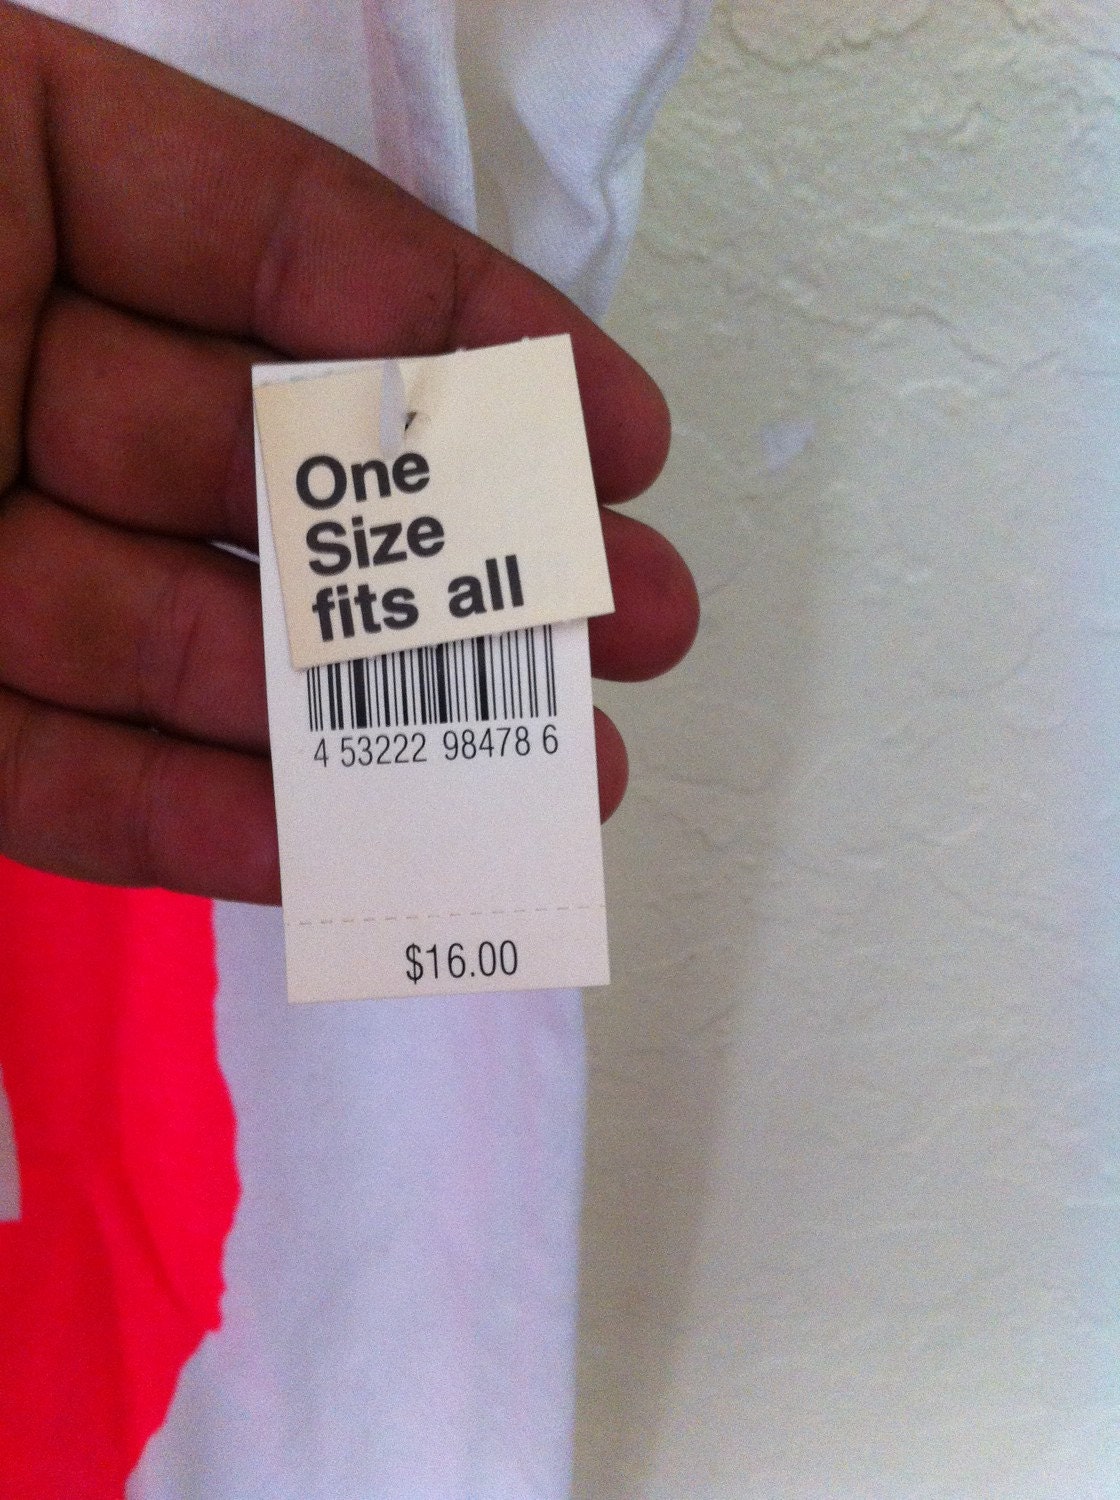 One
Size
fits all
4 53222 98478 6
$16.00